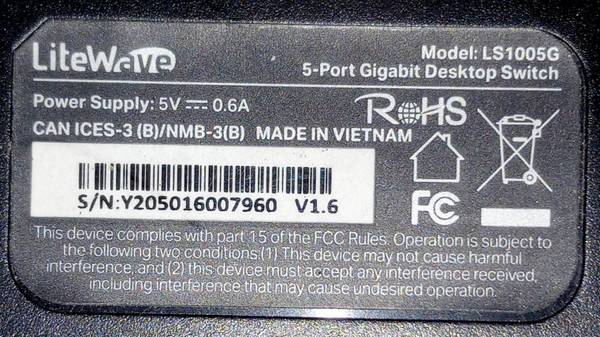 LiteWave
Model: LS1005G
5-Port Gigabit Desktop Switch
Power Supply: 5V ⎓ 0.6A
RoHS
CAN ICES-3 (B)/NMB-3(B) MADE IN VIETNAM
S/N:Y205016007960 V1.6
FC
This device complies with part 15 of the FCC Rules. Operation is subject to
the following two conditions:(1) This device may not cause harmful
interference, and (2) this device must accept any interference received,
including interference that may cause undesired operation.